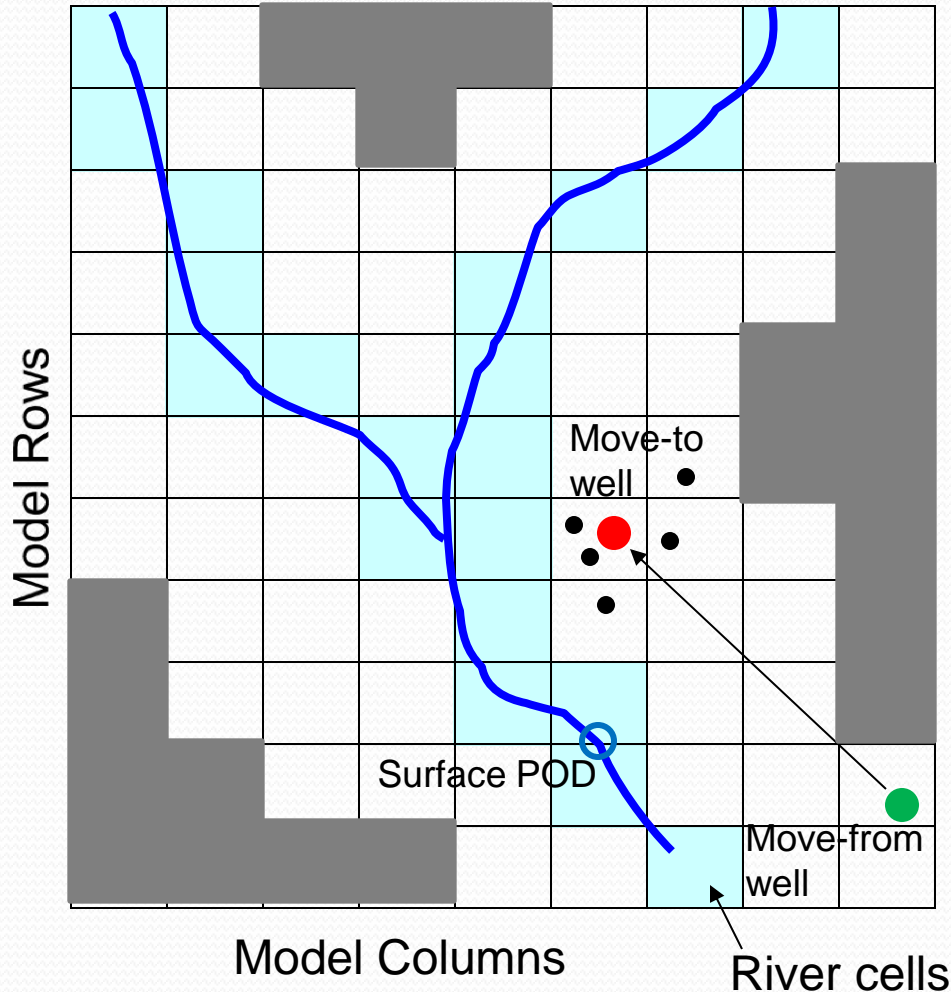 Model Rows
Move-to
well
Surface POD
Move-from
well
Model Columns
River cells